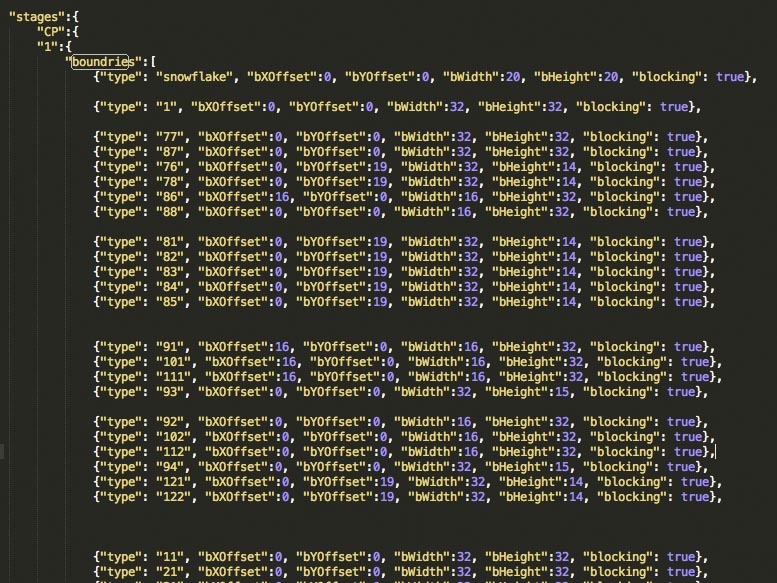 "stages":{
"CP":{
"1":{
"boundries":[
{"type": "snowflake", "bXOffset":0, "bYOffset":0, "bWidth":20, "bHeight":20, "blocking": true},
{"type": "1", "bXOffset":0, "bYOffset":0, "bWidth":32, "bHeight":32, "blocking": true},
{"type": "77", "bXOffset":0, "bYOffset":0, "bWidth":32, "bHeight":32, "blocking": true},
{"type": "87", "bXOffset":0, "bYOffset":0, "bWidth":32, "bHeight":32, "blocking": true},
{"type": "76", "bXOffset":0, "bYOffset":19, "bWidth":32, "bHeight":14, "blocking": true},
{"type": "78", "bXOffset":0, "bYOffset":19, "bWidth":32, "bHeight":14, "blocking": true},
{"type": "86", "bXOffset":16, "bYOffset":0, "bWidth":16, "bHeight":32, "blocking": true},
{"type": "88", "bXOffset":0, "bYOffset":0, "bWidth":16, "bHeight":32, "blocking": true},
{"type": "81", "bXOffset":0, "bYOffset":19, "bWidth":32, "bHeight":14, "blocking": true},
{"type": "82", "bXOffset":0, "bYOffset":19, "bWidth":32, "bHeight":14, "blocking": true},
{"type": "83", "bXOffset":0, "bYOffset":19, "bWidth":32, "bHeight":14, "blocking": true},
{"type": "84", "bXOffset":0, "bYOffset":19, "bWidth":32, "bHeight":14, "blocking": true},
{"type": "85", "bXOffset":0, "bYOffset":19, "bWidth":32, "bHeight":14, "blocking": true},
{"type": "91", "bXOffset":16, "bYOffset":0, "bWidth":16, "bHeight":32, "blocking": true},
{"type": "101", "bXOffset":16, "bYOffset":0, "bWidth":16, "bHeight":32, "blocking": true},
{"type": "111", "bXOffset":16, "bYOffset":0, "bWidth":16, "bHeight":32, "blocking": true},
{"type": "93", "bXOffset":0, "bYOffset":0, "bWidth":32, "bHeight":15, "blocking": true},
{"type": "92", "bXOffset":0, "bYOffset":0, "bWidth":16, "bHeight":32, "blocking": true},
{"type": "102", "bXOffset":0, "bYOffset":0, "bWidth":16, "bHeight":32, "blocking": true},
{"type": "112", "bXOffset":0, "bYOffset":0, "bWidth":16, "bHeight":32, "blocking": true},
{"type": "94", "bXOffset":0, "bYOffset":0, "bWidth":32, "bHeight":15, "blocking": true},
{"type": "121", "bXOffset":0, "bYOffset":19, "bWidth":32, "bHeight":14, "blocking": true},
{"type": "122", "bXOffset":0, "bYOffset":19, "bWidth":32, "bHeight":14, "blocking": true},
{"type": "11", "bXOffset":0, "bYOffset":0, "bWidth":32, "bHeight":32, "blocking": true},
{"type": "21", "bXOffset":0, "bYOffset":0, "bWidth":32, "bHeight":32, "blocking": true},